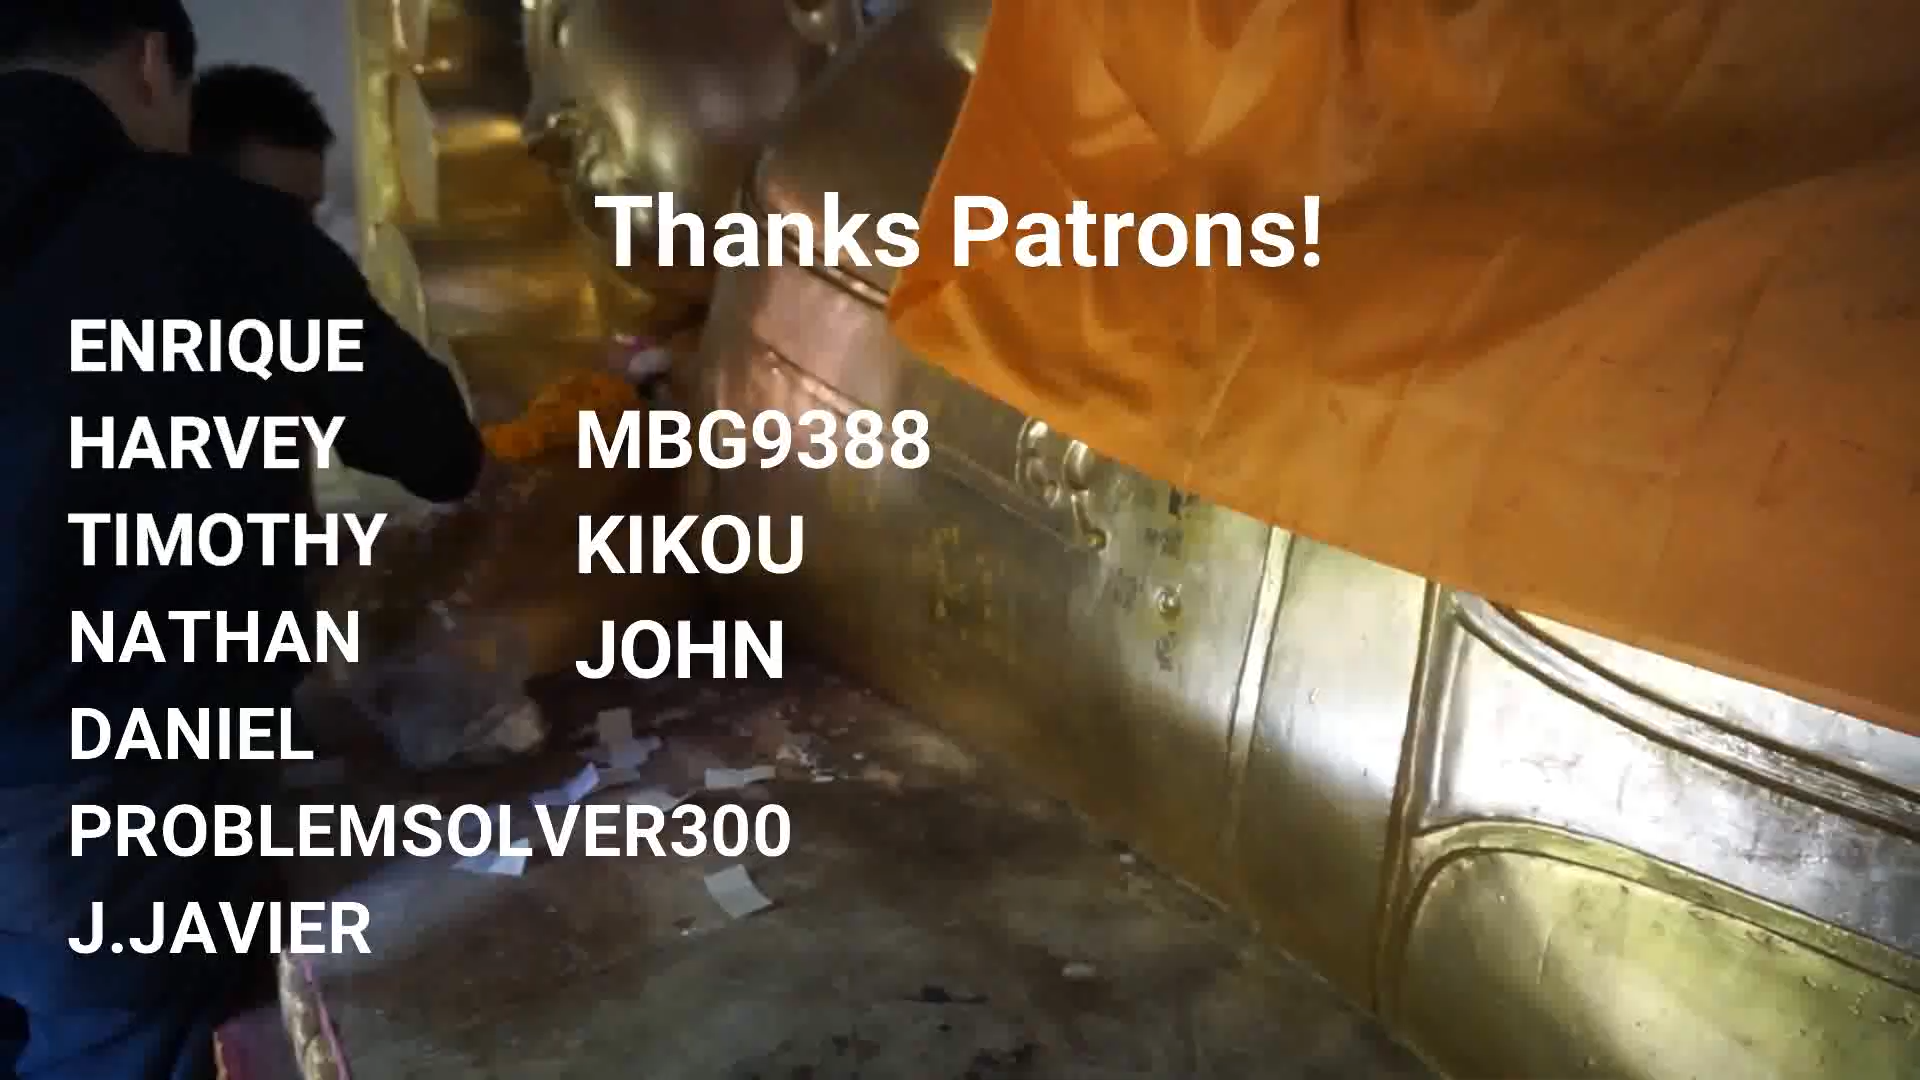 Thanks Patrons!
ENRIQUE
HARVEY
TIMOTHY
NATHAN
DANIEL
PROBLEMSOLVER300
J.JAVIER
MBG9388
KIKOU
JOHN